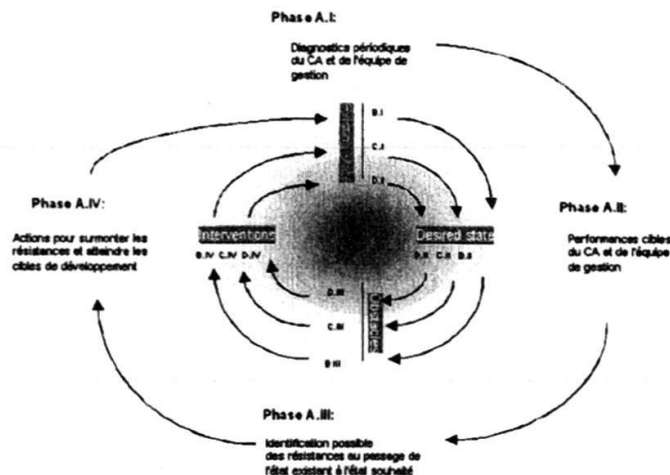 Phase A.I:
Diagnostics périodiques
du CA et de l'équipe de
gestion
B.I
C.I
D.I
Phase A.IV:
Actions pour surmonter les
résistances et atteindre les
cibles de développement
Interventions
B.IV C.IV D.IV
Desired state
D.II C.II B.II
Phase A.II:
Performances cibles
du CA et de l'équipe
de gestion
D.III
C.III
B.III
Phase A.III:
Identification possible
des résistances au passage de
l'état existant à l'état souhaité